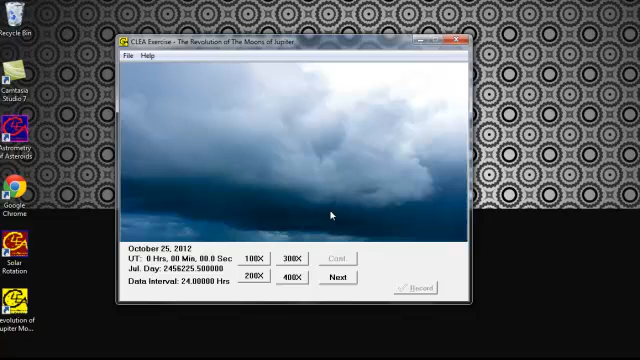 Recycle Bin
Camtasia
Studio 7
Astrometry
of Asteroids
Google
Chrome
Solar
Rotation
Revolution of
Jupiter Mo...
CLEA Exercise - The Revolution of The Moons of Jupiter
File Help
October 25, 2012
UT: 0 Hrs, 00 Min, 00.0 Sec
Jul. Day: 2456225.500000
Data Interval: 24.00000 Hrs
100X 300X Cont.
200X 400X Next
Record